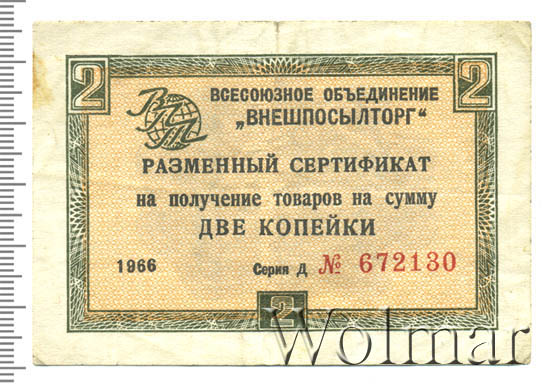 2 2
ВПТ
ВСЕСОЮЗНОЕ ОБЪЕДИНЕНИЕ
„ВНЕШПОСЫЛТОРГ“
РАЗМЕННЫЙ СЕРТИФИКАТ
на получение товаров на сумму
ДВЕ КОПЕЙКИ
1966 Серия Д № 672130
2
Wolmar